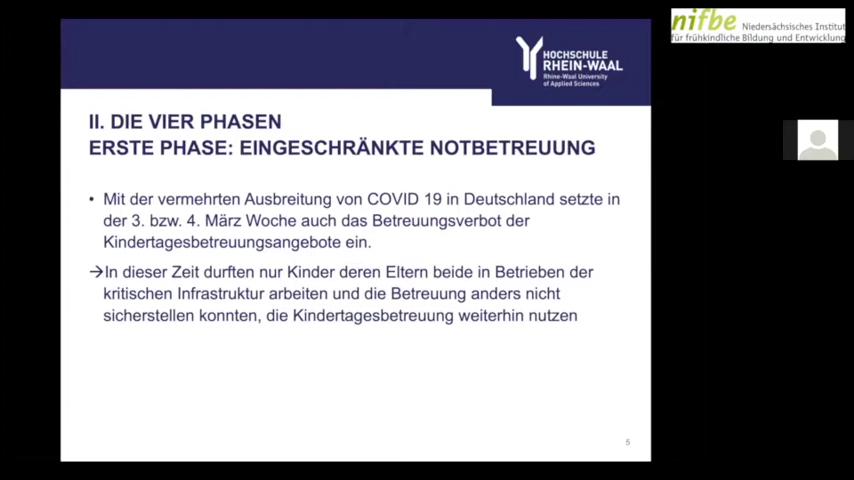 nifbe Niedersächsisches Institut
für frühkindliche Bildung und Entwicklung
HOCHSCHULE
RHEIN-WAAL
Rhine-Waal University
of Applied Sciences
II. DIE VIER PHASEN
ERSTE PHASE: EINGESCHRÄNKTE NOTBETREUUNG
• Mit der vermehrten Ausbreitung von COVID 19 in Deutschland setzte in
der 3. bzw. 4. März Woche auch das Betreuungsverbot der
Kindertagesbetreuungsangebote ein.
→In dieser Zeit durften nur Kinder deren Eltern beide in Betrieben der
kritischen Infrastruktur arbeiten und die Betreuung anders nicht
sicherstellen konnten, die Kindertagesbetreuung weiterhin nutzen
5